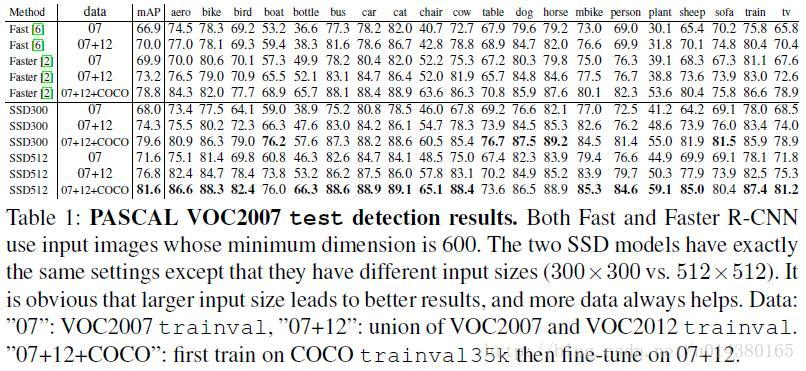 Method data mAP aero bike bird boat bottle bus car cat chair cow table dog horse mbike person plant sheep sofa train tv
Fast [6] 07 66.9 74.5 78.3 69.2 53.2 36.6 77.3 78.2 82.0 40.7 72.7 67.9 79.6 79.2 73.0 69.0 30.1 65.4 70.2 75.8 65.8
Fast [6] 07+12 70.0 77.0 78.1 69.3 59.4 38.3 81.6 78.6 86.7 42.8 78.8 68.9 84.7 82.0 76.6 69.9 31.8 70.1 74.8 80.4 70.4
Faster [2] 07 69.9 70.0 80.6 70.1 57.3 49.9 78.2 80.4 82.0 52.2 75.3 67.2 80.3 79.8 75.0 76.3 39.1 68.3 67.3 81.1 67.6
Faster [2] 07+12 73.2 76.5 79.0 70.9 65.5 52.1 83.1 84.7 86.4 52.0 81.9 65.7 84.8 84.6 77.5 76.7 38.8 73.6 73.9 83.0 72.6
Faster [2] 07+12+COCO 78.8 84.3 82.0 77.7 68.9 65.7 88.1 88.4 88.9 63.6 86.3 70.8 85.9 87.6 80.1 82.3 53.6 80.4 75.8 86.6 78.9
SSD300 07 68.0 73.4 77.5 64.1 59.0 38.9 75.2 80.8 78.5 46.0 67.8 69.2 76.6 82.1 77.0 72.5 41.2 64.2 69.1 78.0 68.5
SSD300 07+12 74.3 75.5 80.2 72.3 66.3 47.6 83.0 84.2 86.1 54.7 78.3 73.9 84.5 85.3 82.6 76.2 48.6 73.9 76.0 83.4 74.0
SSD300 07+12+COCO 79.6 80.9 86.3 79.0 76.2 57.6 87.3 88.2 88.6 60.5 85.4 76.7 87.5 89.2 84.5 81.4 55.0 81.9 81.5 85.9 78.9
SSD512 07 71.6 75.1 81.4 69.8 60.8 46.3 82.6 84.7 84.1 48.5 75.0 67.4 82.3 83.9 79.4 76.6 44.9 69.9 69.1 78.1 71.8
SSD512 07+12 76.8 82.4 84.7 78.4 73.8 53.2 86.2 87.5 86.0 57.8 83.1 70.2 84.9 85.2 83.9 79.7 50.3 77.9 73.9 82.5 75.3
SSD512 07+12+COCO 81.6 86.6 88.3 82.4 76.0 66.3 88.6 88.9 89.1 65.1 88.4 73.6 86.5 88.9 85.3 84.6 59.1 85.0 80.4 87.4 81.2
Table 1: PASCAL VOC2007 test detection results. Both Fast and Faster R-CNN
use input images whose minimum dimension is 600. The two SSD models have exactly
the same settings except that they have different input sizes (300×300 vs. 512×512). It
is obvious that larger input size leads to better results, and more data always helps. Data:
"07": VOC2007 trainval, "07+12": union of VOC2007 and VOC2012 trainval.
"07+12+COCO": first train on COCO trainval35k then fine-tune on 07+12.